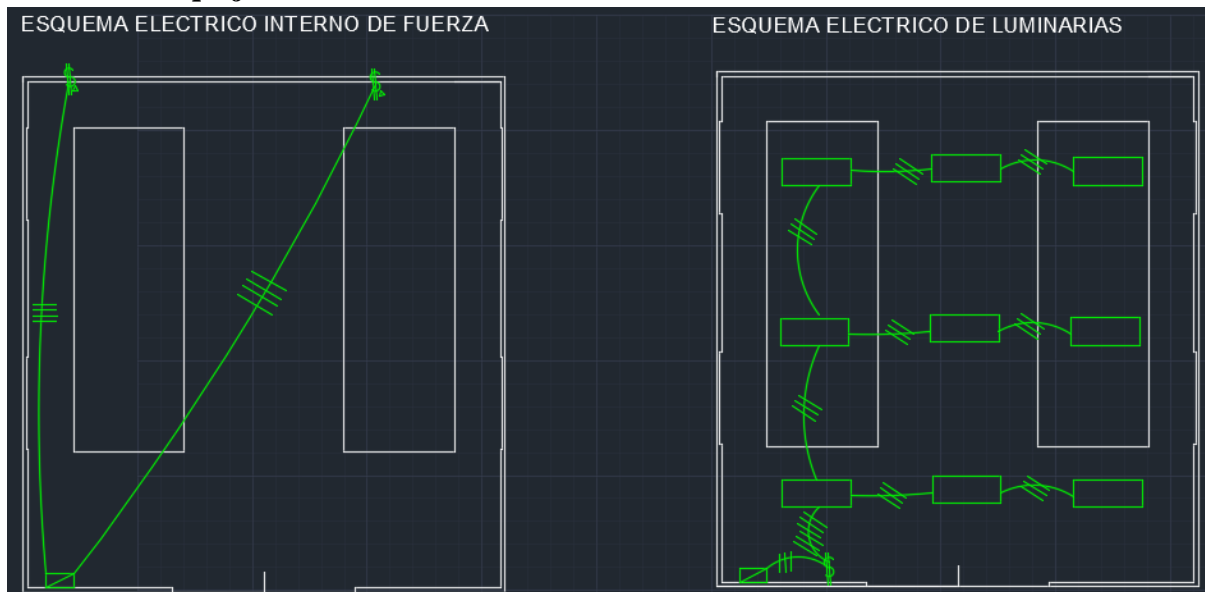 ESQUEMA ELECTRICO INTERNO DE FUERZA
ESQUEMA ELECTRICO DE LUMINARIAS